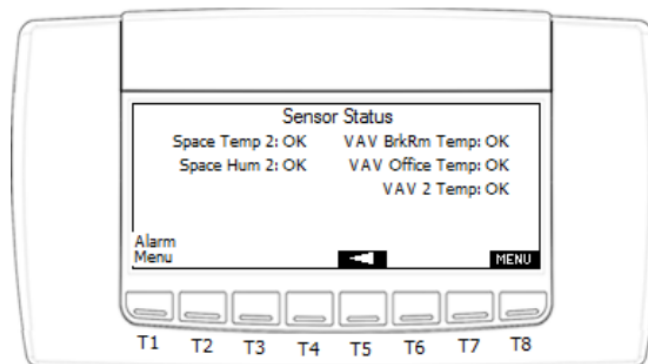 Sensor Status
Space Temp 2: OK VAV BrkRm Temp: OK
Space Hum 2: OK VAV Office Temp: OK
VAV 2 Temp: OK
Alarm
Menu MENU
T1 T2 T3 T4 T5 T6 T7 T8